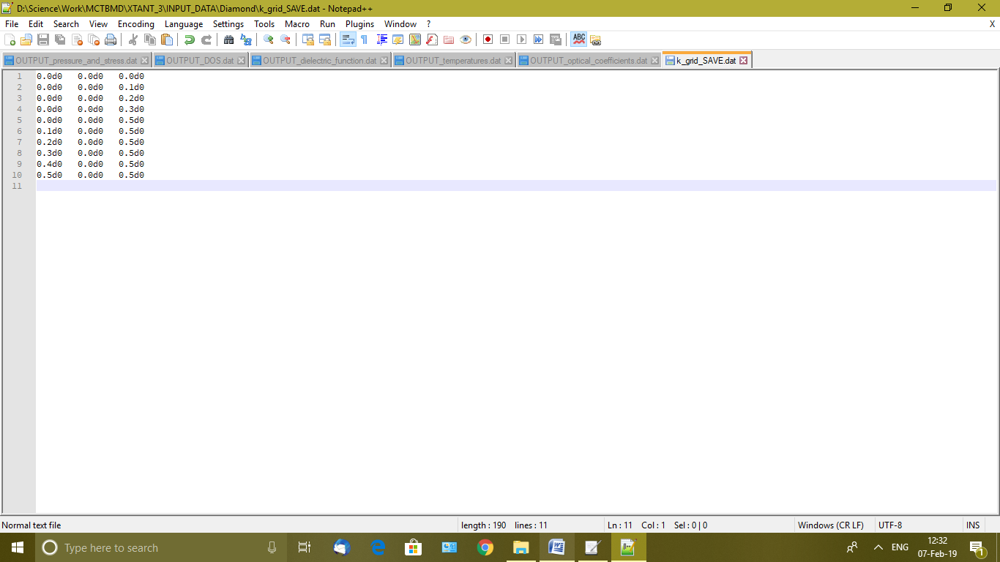 D:\Science\Work\MCTBMD\XTANT_3\INPUT_DATA\Diamond\k_grid_SAVE.dat - Notepad++
File Edit Search View Encoding Language Settings Tools Macro Run Plugins Window ? X
OUTPUT_pressure_and_stress.dat OUTPUT_DOS.dat OUTPUT_dielectric_function.dat OUTPUT_temperatures.dat OUTPUT_optical_coefficients.dat k_grid_SAVE.dat
1 0.0d0 0.0d0 0.0d0
2 0.0d0 0.0d0 0.1d0
3 0.0d0 0.0d0 0.2d0
4 0.0d0 0.0d0 0.3d0
5 0.0d0 0.0d0 0.5d0
6 0.1d0 0.0d0 0.5d0
7 0.2d0 0.0d0 0.5d0
8 0.3d0 0.0d0 0.5d0
9 0.4d0 0.0d0 0.5d0
10 0.5d0 0.0d0 0.5d0
11
Normal text file length : 190 lines : 11 Ln : 11 Col : 1 Sel : 0 | 0 Windows (CR LF) UTF-8 INS
Type here to search ENG 12:32
07-Feb-19 1